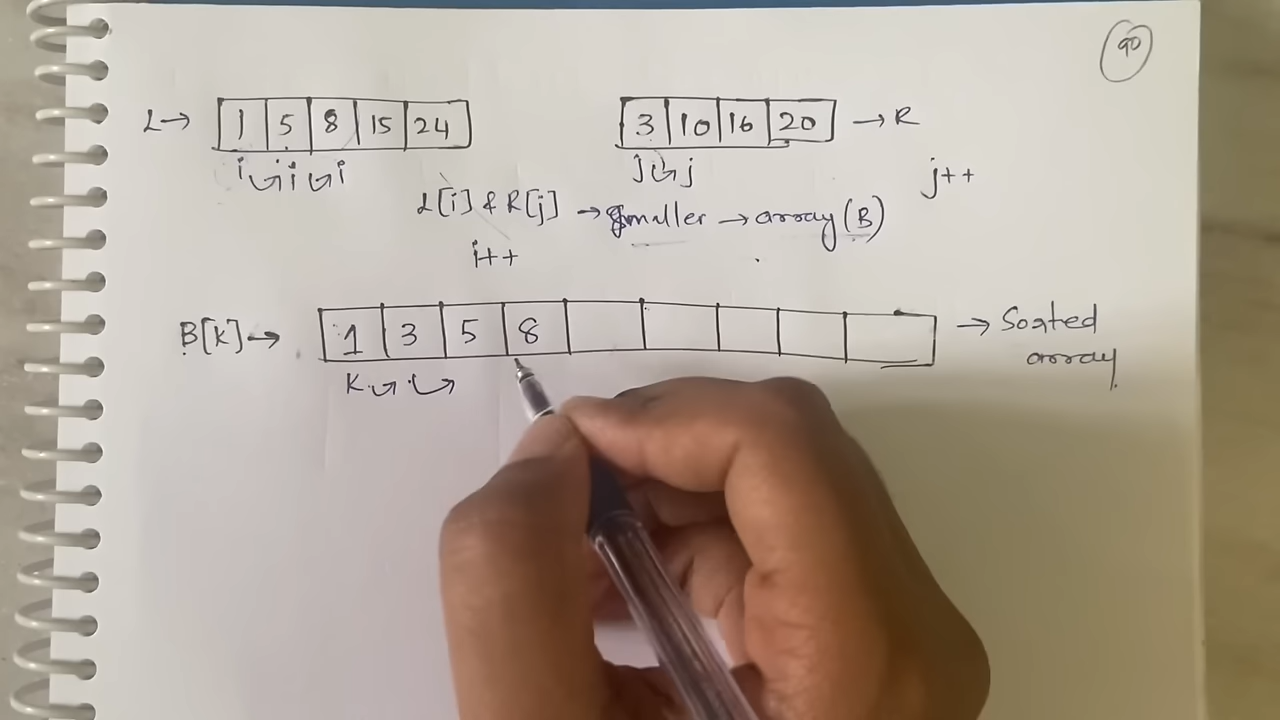 90
L → 1 5 8 15 24 3 10 16 20 → R
i i i j j j++
L[i] & R[j] → smaller → array (B)
i++
B[k] → 1 3 5 8 → Sorted
array
K